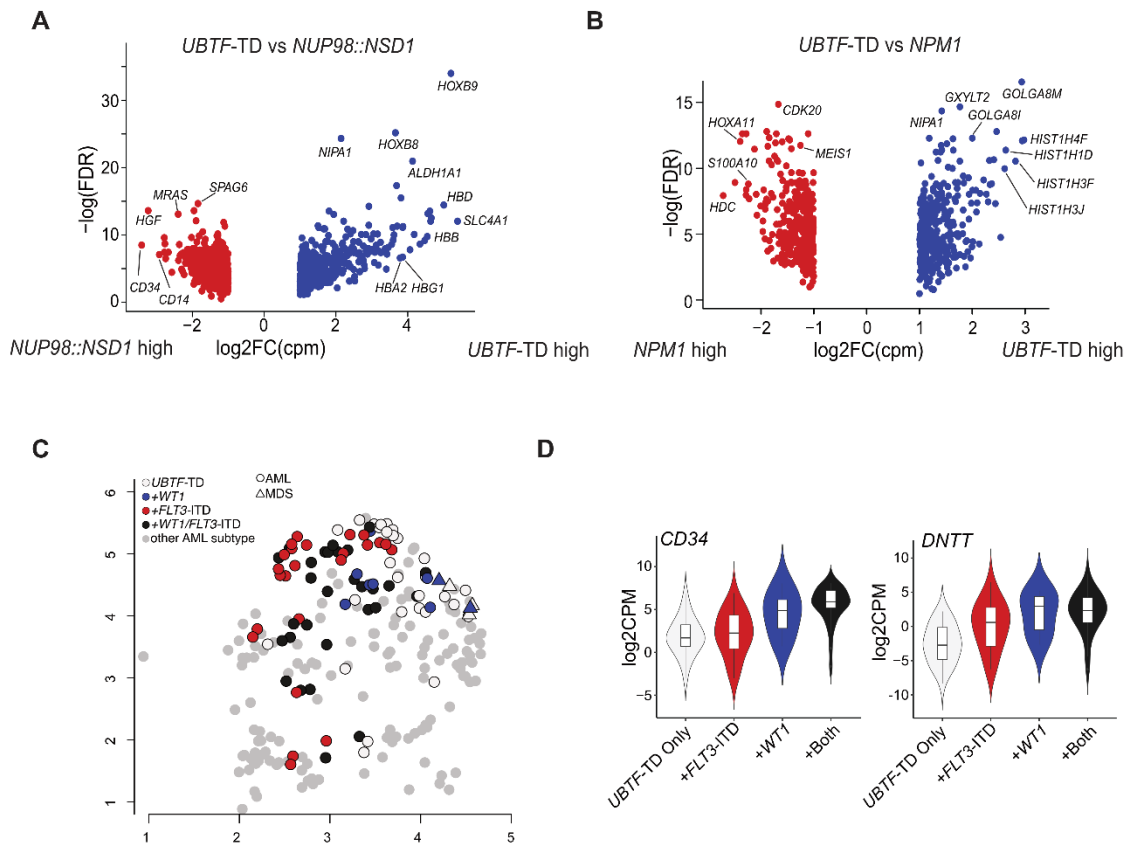 A
UBTF-TD vs NUP98::NSD1
−log(FDR)
30
20
10
0
HOXB9
HOXB8
NIPA1
ALDH1A1
HBD
SLC4A1
HBB
HBG1
HBA2
SPAG6
MRAS
HGF
CD34
CD14
−2
0
2
4
NUP98::NSD1 high
log2FC(cpm)
UBTF-TD high
B
UBTF-TD vs NPM1
−log(FDR)
15
10
5
0
GOLGA8M
GXYLT2
CDK20
NIPA1
GOLGA8I
HOXA11
HIST1H4F
MEIS1
HIST1H1D
S100A10
HIST1H3F
HDC
HIST1H3J
−2
−1
0
1
2
3
NPM1 high
log2FC(cpm)
UBTF-TD high
C
UBTF-TD
+WT1
+FLT3-ITD
+WT1/FLT3-ITD
other AML subtype
AML
MDS
6
5
4
3
2
1
1
2
3
4
5
D
CD34
log2CPM
10
5
0
−5
UBTF-TD Only
+FLT3-ITD
+WT1
+Both
DNTT
log2CPM
10
5
0
-5
-10
UBTF-TD Only
+FLT3-ITD
+WT1
+Both